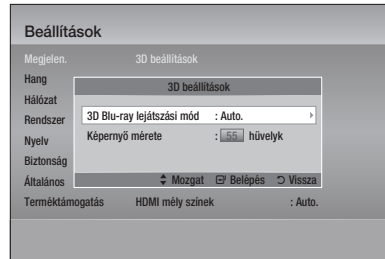 Beállítások
Megjelen. 3D beállítások
Hang
3D beállítások
Hálózat
Rendszer 3D Blu-ray lejátszási mód : Auto.
Nyelv Képernyő mérete : 55 hüvelyk
Biztonság
Általános Mozgat Belépés Vissza
Terméktámogatás HDMI mély színek : Auto.